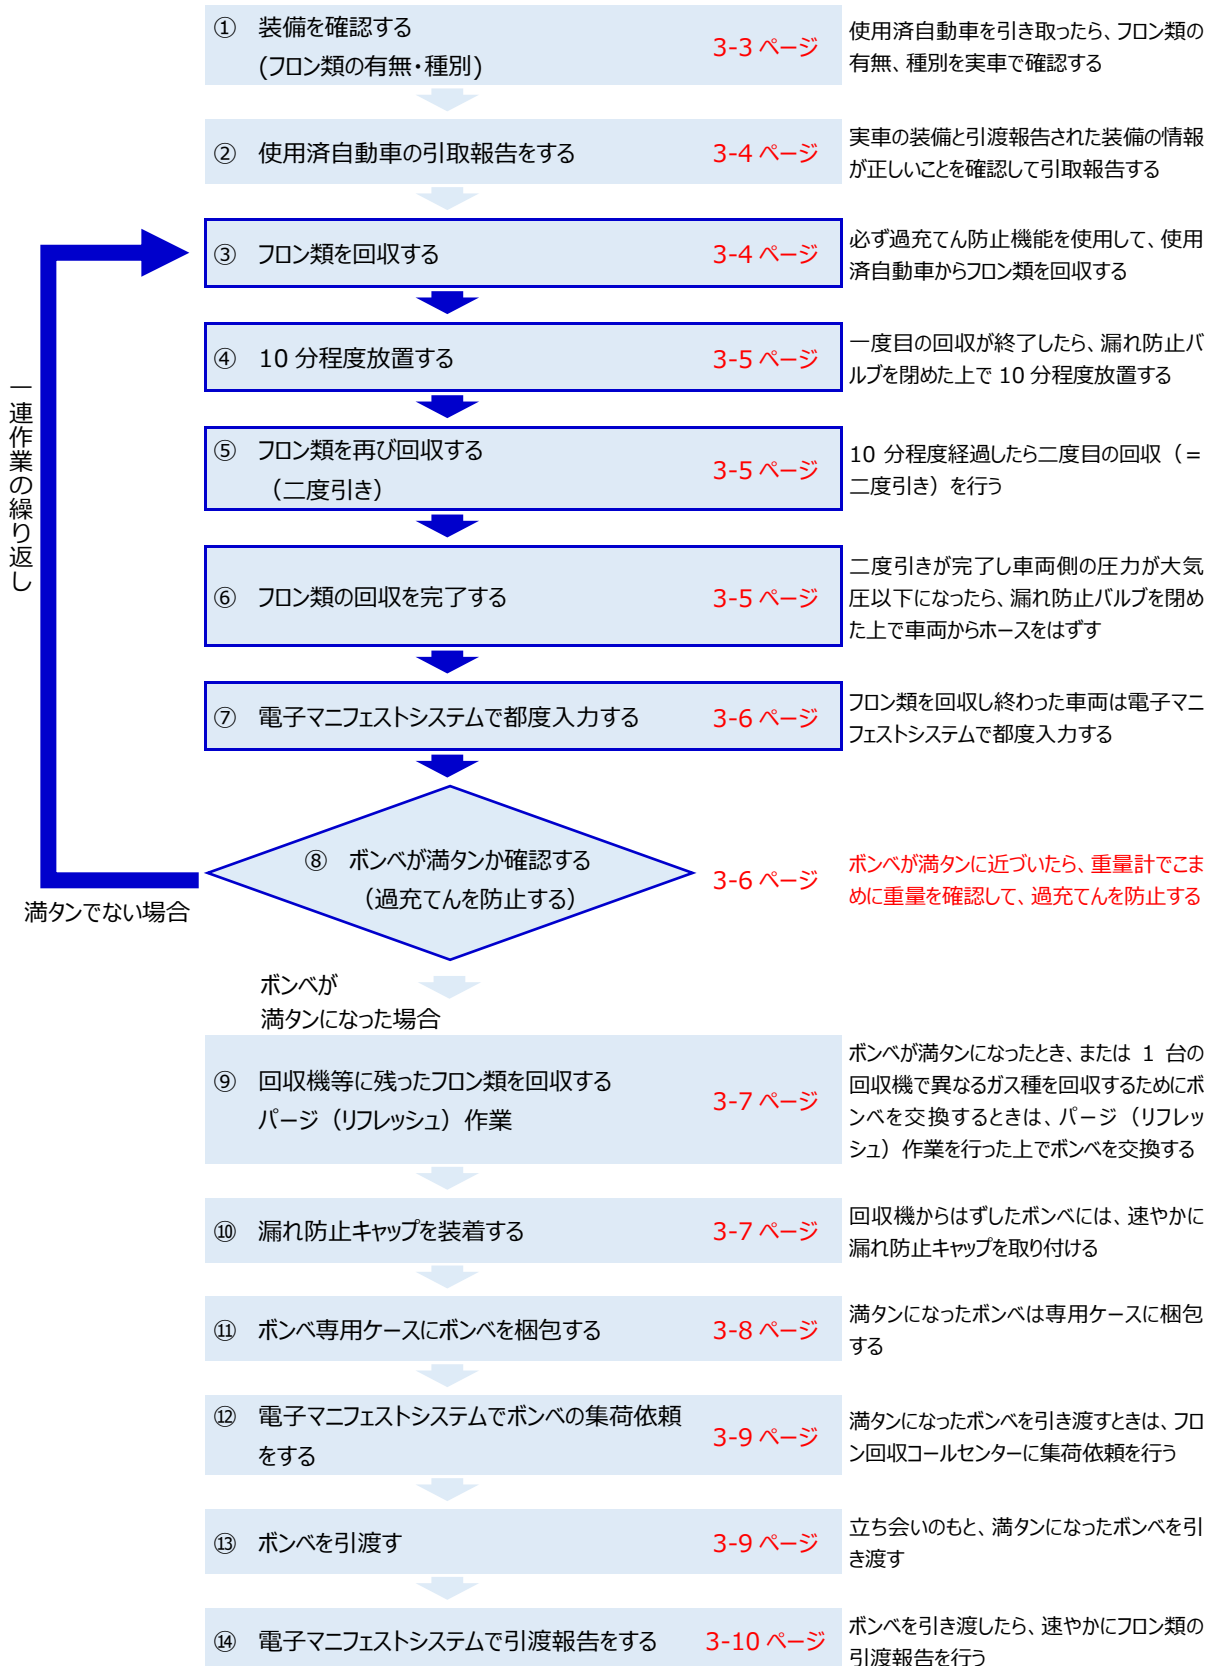 ① 装備を確認する
(フロン類の有無・種別)
3-3 ページ
使用済自動車を引き取ったら、フロン類の
有無、種別を実車で確認する
② 使用済自動車の引取報告をする
3-4 ページ
実車の装備と引渡報告された装備の情報
が正しいことを確認して引取報告する
③ フロン類を回収する
3-4 ページ
必ず過充てん防止機能を使用して、使用
済自動車からフロン類を回収する
④ 10 分程度放置する
3-5 ページ
一度目の回収が終了したら、漏れ防止バ
ルブを閉めた上で 10 分程度放置する
一連作業の繰り返し
⑤ フロン類を再び回収する
（二度引き）
3-5 ページ
10 分程度経過したら二度目の回収（＝
二度引き）を行う
⑥ フロン類の回収を完了する
3-5 ページ
二度引きが完了し車両側の圧力が大気
圧以下になったら、漏れ防止バルブを閉め
た上で車両からホースをはずす
⑦ 電子マニフェストシステムで都度入力する
3-6 ページ
フロン類を回収し終わった車両は電子マニ
フェストシステムで都度入力する
⑧ ボンベが満タンか確認する
（過充てんを防止する）
3-6 ページ
ボンベが満タンに近づいたら、重量計でこま
めに重量を確認して、過充てんを防止する
満タンでない場合
ボンベが
満タンになった場合
⑨ 回収機等に残ったフロン類を回収する
パージ（リフレッシュ）作業
3-7 ページ
ボンベが満タンになったとき、または 1 台の
回収機で異なるガス種を回収するためにボ
ンベを交換するときは、パージ（リフレッ
シュ）作業を行った上でボンベを交換する
⑩ 漏れ防止キャップを装着する
3-7 ページ
回収機からはずしたボンベには、速やかに
漏れ防止キャップを取り付ける
⑪ ボンベ専用ケースにボンベを梱包する
3-8 ページ
満タンになったボンベは専用ケースに梱包
する
⑫ 電子マニフェストシステムでボンベの集荷依頼
をする
3-9 ページ
満タンになったボンベを引き渡すときは、フロ
ン回収コールセンターに集荷依頼を行う
⑬ ボンベを引渡す
3-9 ページ
立ち会いのもと、満タンになったボンベを引
き渡す
⑭ 電子マニフェストシステムで引渡報告をする
3-10 ページ
ボンベを引き渡したら、速やかにフロン類の
引渡報告を行う